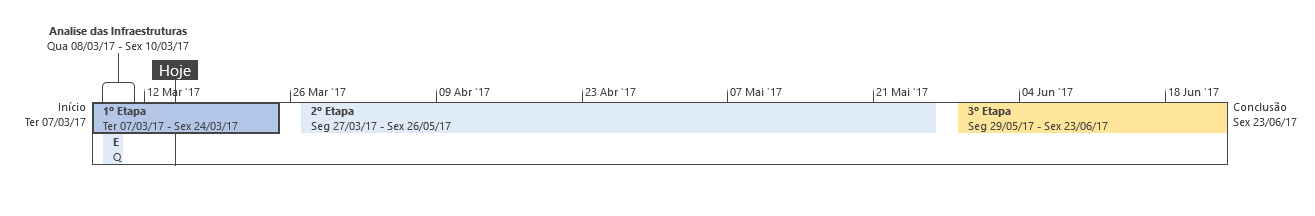 Analise das Infraestruturas
Qua 08/03/17 - Sex 10/03/17
Hoje
12 Mar '17
26 Mar '17
09 Abr '17
23 Abr '17
07 Mai '17
21 Mai '17
04 Jun '17
18 Jun '17
Início
Ter 07/03/17
1º Etapa
Ter 07/03/17 - Sex 24/03/17
2º Etapa
Seg 27/03/17 - Sex 26/05/17
3º Etapa
Seg 29/05/17 - Sex 23/06/17
Conclusão
Sex 23/06/17
E
Q